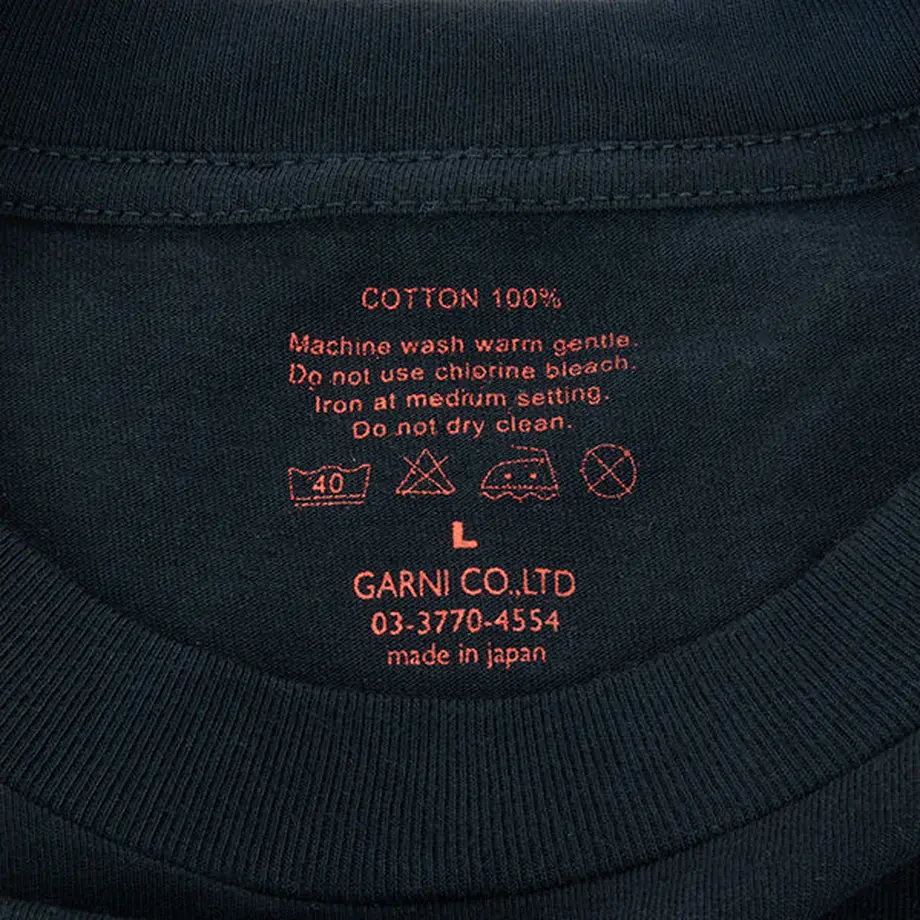 COTTON 100%
Machine wash warm gentle.
Do not use chlorine bleach.
Iron at medium setting.
Do not dry clean.
40
L
GARNI CO.,LTD
03-3770-4554
made in japan